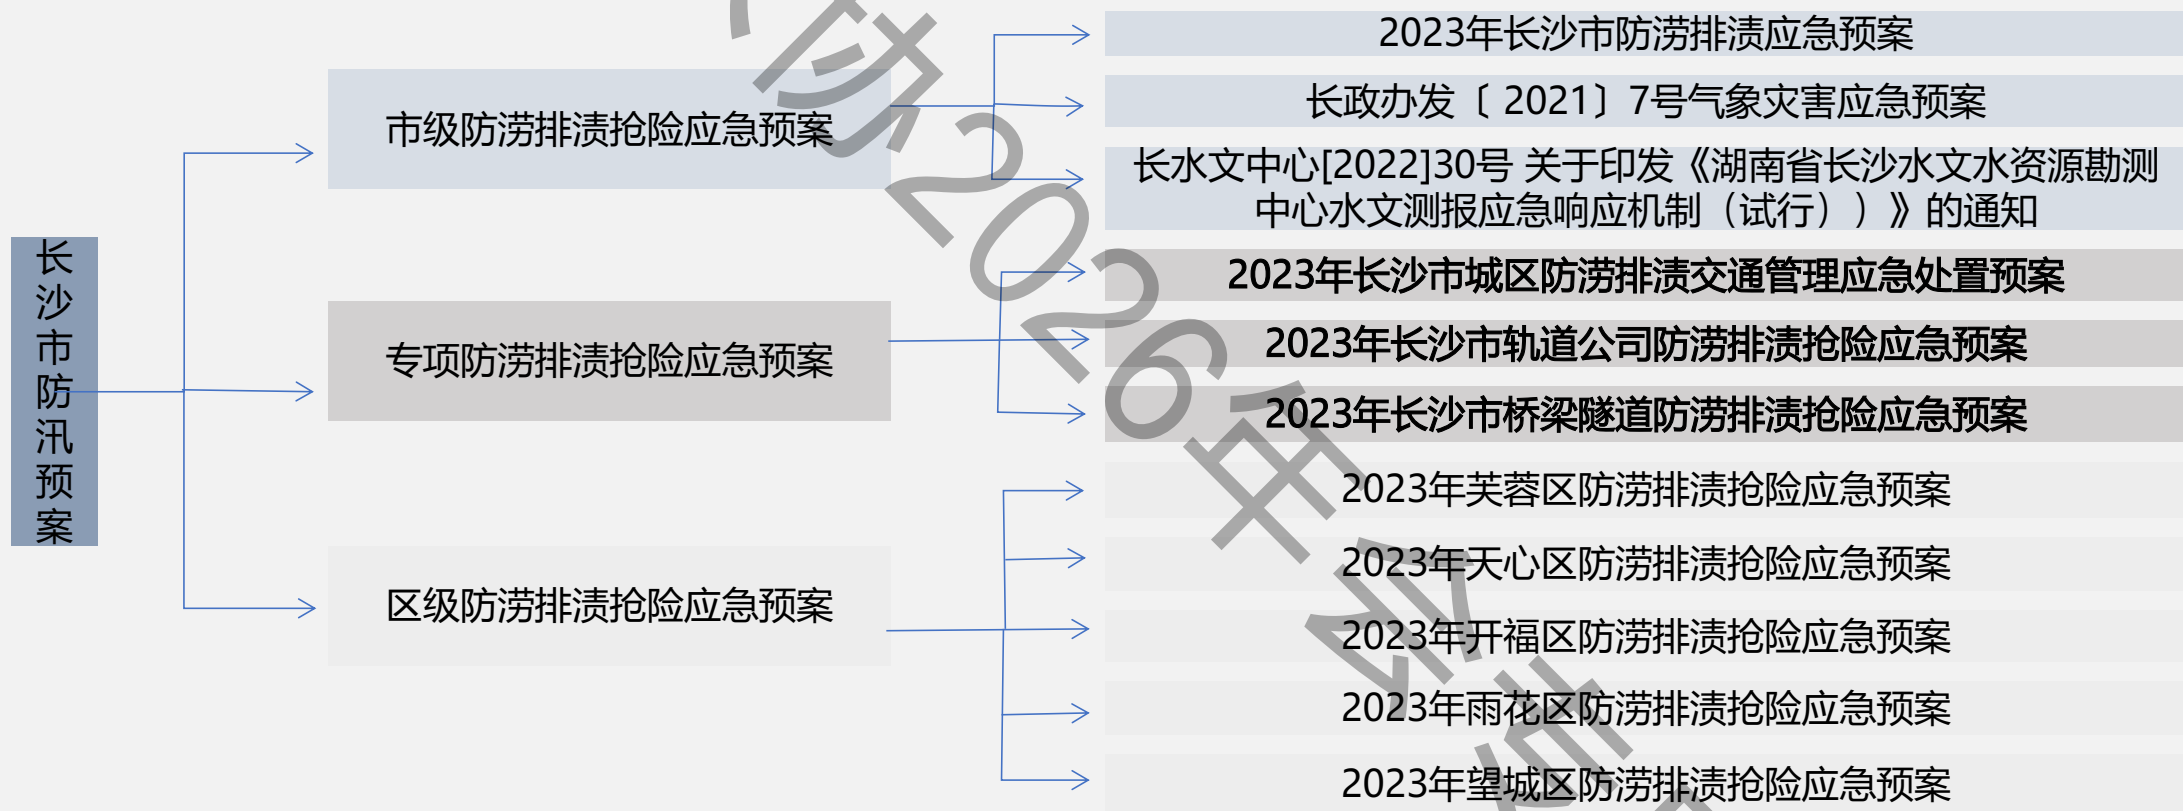 长沙市防汛预案
市级防涝排渍抢险应急预案
2023年长沙市防涝排渍应急预案
长政办发〔 2021〕7号气象灾害应急预案
长水文中心[2022]30号 关于印发《湖南省长沙水文水资源勘测
中心水文测报应急响应机制（试行））》的通知
专项防涝排渍抢险应急预案
2023年长沙市城区防涝排渍交通管理应急处置预案
2023年长沙市轨道公司防涝排渍抢险应急预案
2023年长沙市桥梁隧道防涝排渍抢险应急预案
区级防涝排渍抢险应急预案
2023年芙蓉区防涝排渍抢险应急预案
2023年天心区防涝排渍抢险应急预案
2023年开福区防涝排渍抢险应急预案
2023年雨花区防涝排渍抢险应急预案
2023年望城区防涝排渍抢险应急预案
协2026年会专